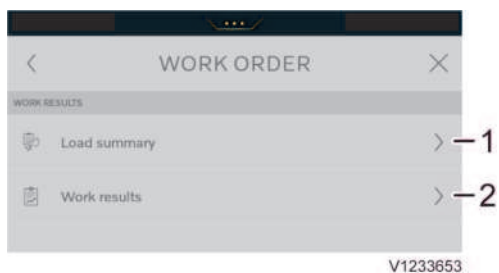 WORK ORDER
WORK RESULTS
Load summary
1
Work results
2
V1233653